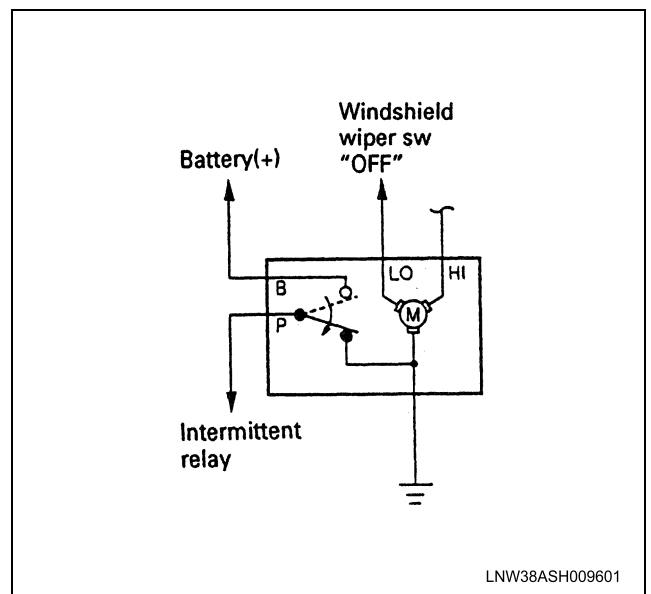 Windshield
wiper sw
"OFF"
Battery(+)
LO
HI
B
M
P
Intermittent
relay
LNW38ASH009601